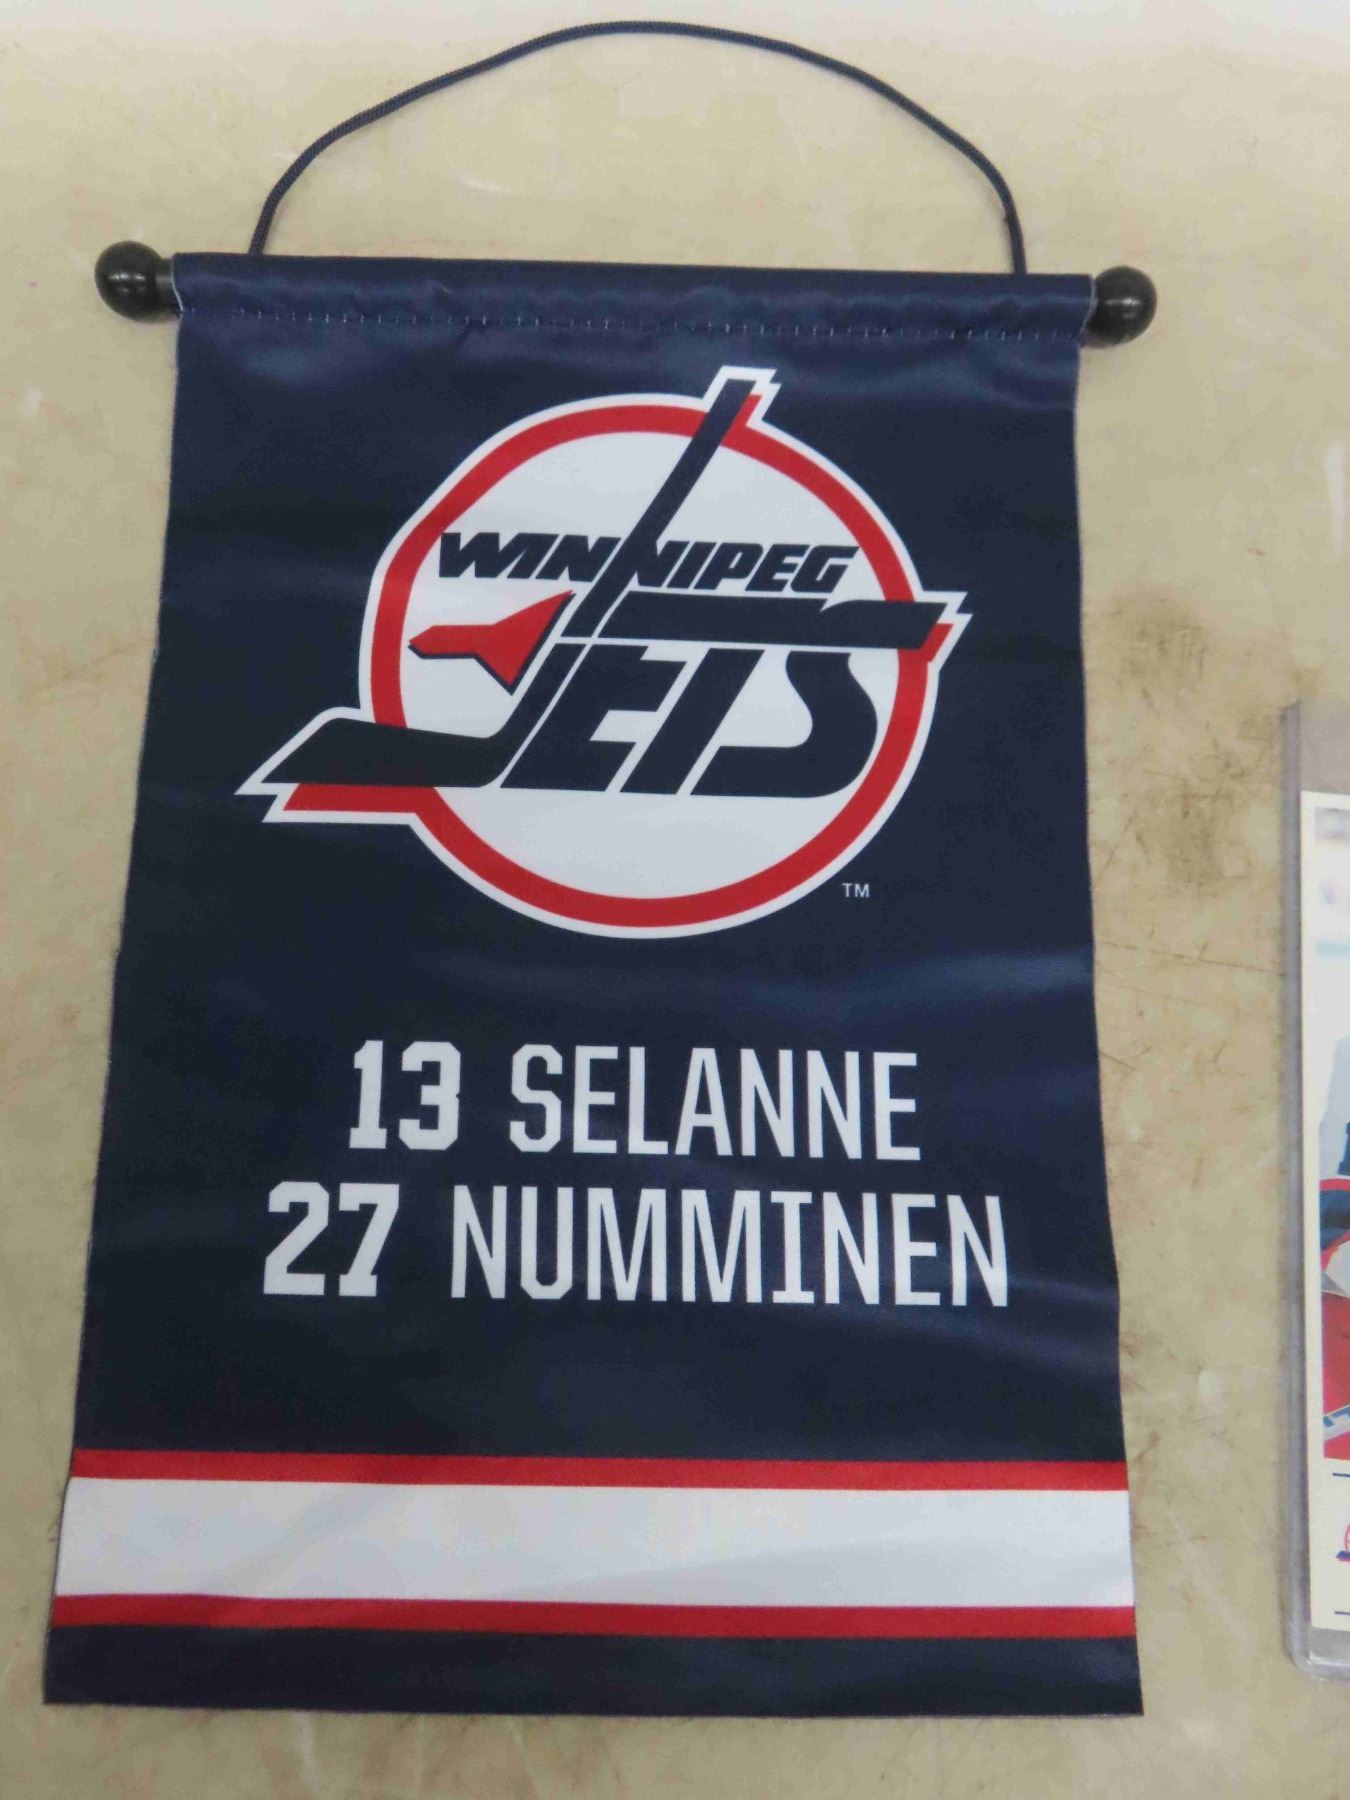 WINNIPEG
JETS
TM
13 SELANNE
27 NUMMINEN